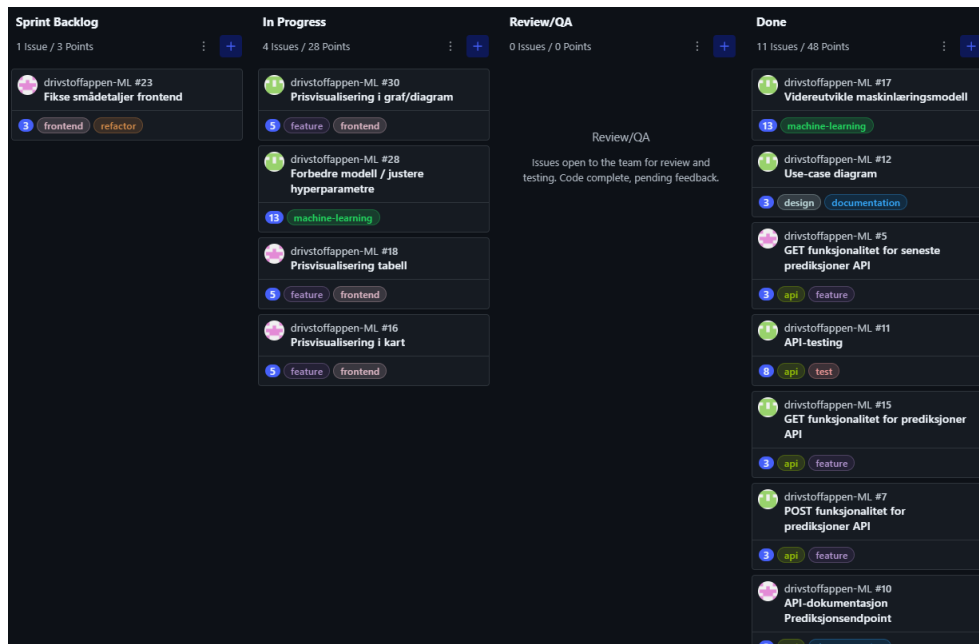 Sprint Backlog
1 Issue / 3 Points
drivstoffappen-ML #23
Fikse smådetaljer frontend
3 frontend refactor
In Progress
4 Issues / 28 Points
drivstoffappen-ML #30
Prisvisualisering i graf/diagram
5 feature frontend
drivstoffappen-ML #28
Forbedre modell / justere
hyperparametre
13 machine-learning
drivstoffappen-ML #18
Prisvisualisering tabell
5 feature frontend
drivstoffappen-ML #16
Prisvisualisering i kart
5 feature frontend
Review/QA
0 Issues / 0 Points
Review/QA
Issues open to the team for review and
testing. Code complete, pending feedback.
Done
11 Issues / 48 Points
drivstoffappen-ML #17
Videreutvikle maskinlæringsmodell
13 machine-learning
drivstoffappen-ML #12
Use-case diagram
3 design documentation
drivstoffappen-ML #5
GET funksjonalitet for seneste
prediksjoner API
3 api feature
drivstoffappen-ML #11
API-testing
8 api test
drivstoffappen-ML #15
GET funksjonalitet for prediksjoner
API
3 api feature
drivstoffappen-ML #7
POST funksjonalitet for
prediksjoner API
3 api feature
drivstoffappen-ML #10
API-dokumentasjon
Prediksjonsendpoint